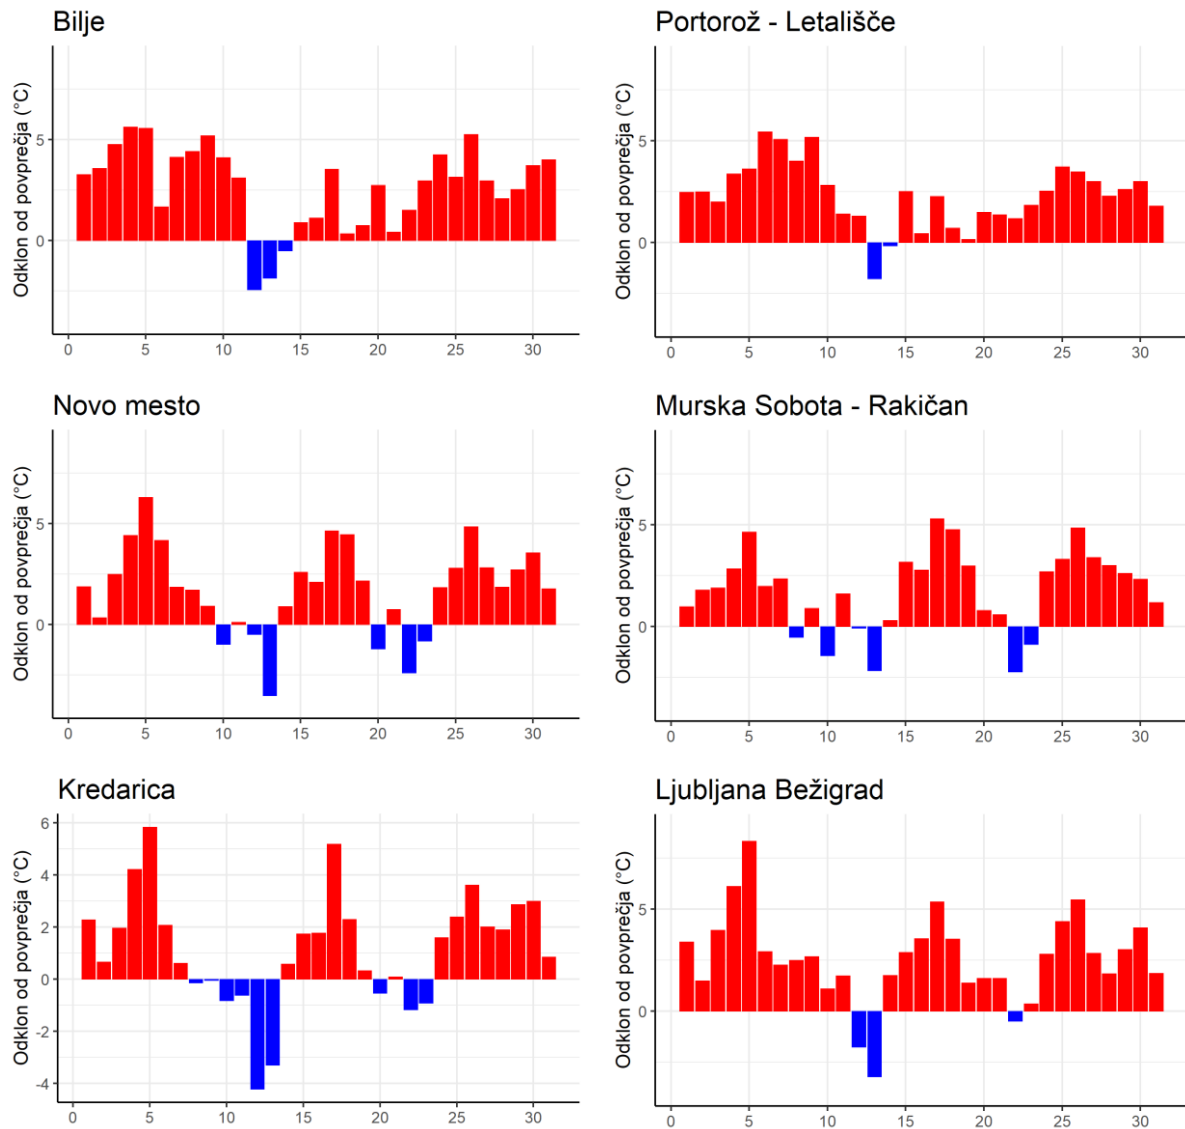 Bilje
Odklon od povprečja (°C)
5
0
0 5 10 15 20 25 30
Portorož - Letališče
Odklon od povprečja (°C)
5
0
0 5 10 15 20 25 30
Novo mesto
Odklon od povprečja (°C)
5
0
0 5 10 15 20 25 30
Murska Sobota - Rakičan
Odklon od povprečja (°C)
5
0
0 5 10 15 20 25 30
Kredarica
Odklon od povprečja (°C)
6
4
2
0
-2
-4
0 5 10 15 20 25 30
Ljubljana Bežigrad
Odklon od povprečja (°C)
5
0
0 5 10 15 20 25 30